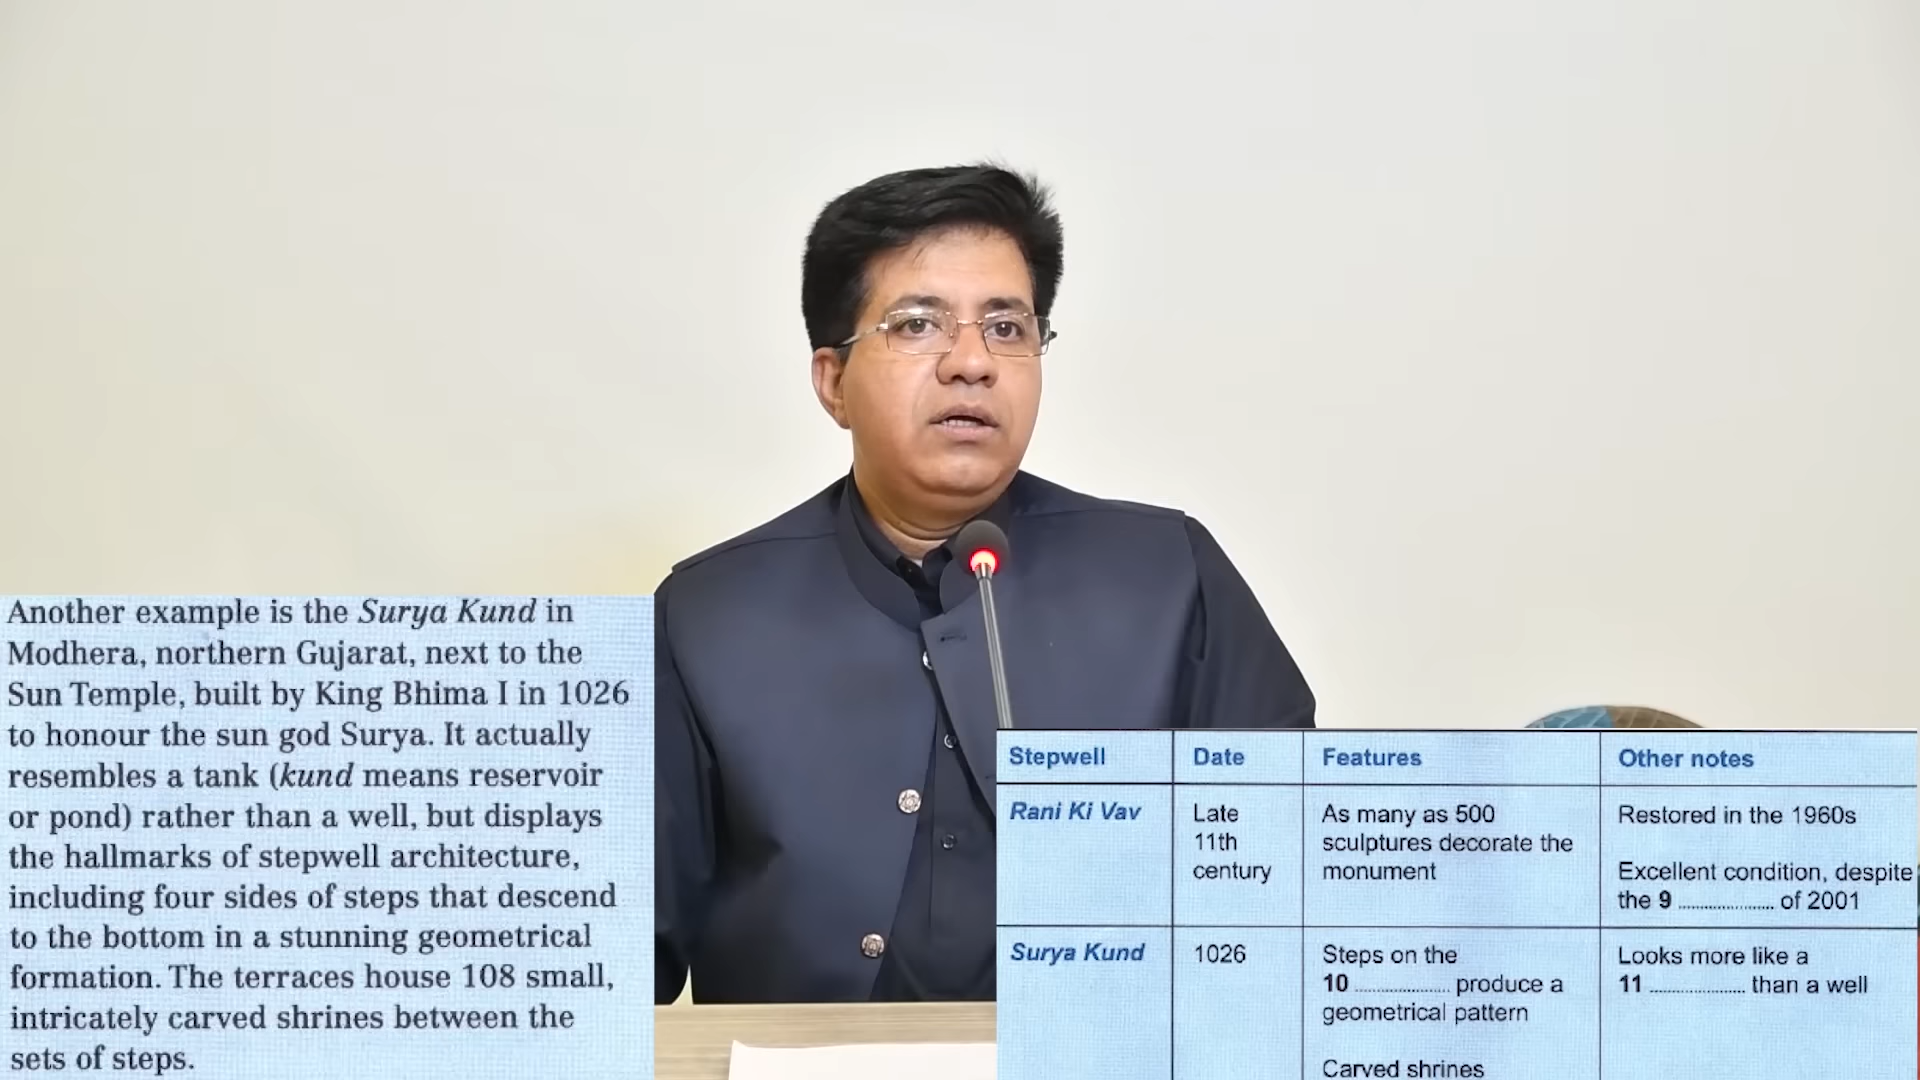 Another example is the Surya Kund in
Modhera, northern Gujarat, next to the
Sun Temple, built by King Bhima I in 1026
to honour the sun god Surya. It actually
resembles a tank (kund means reservoir
or pond) rather than a well, but displays
the hallmarks of stepwell architecture,
including four sides of steps that descend
to the bottom in a stunning geometrical
formation. The terraces house 108 small,
intricately carved shrines between the
sets of steps.
Stepwell Date Features Other notes
Rani Ki Vav
Late
11th
century
As many as 500
sculptures decorate the
monument
Restored in the 1960s
Excellent condition, despite
the 9 .................... of 2001
Surya Kund
1026
Steps on the
10 .................... produce a
geometrical pattern
Carved shrines
Looks more like a
11 .................... than a well